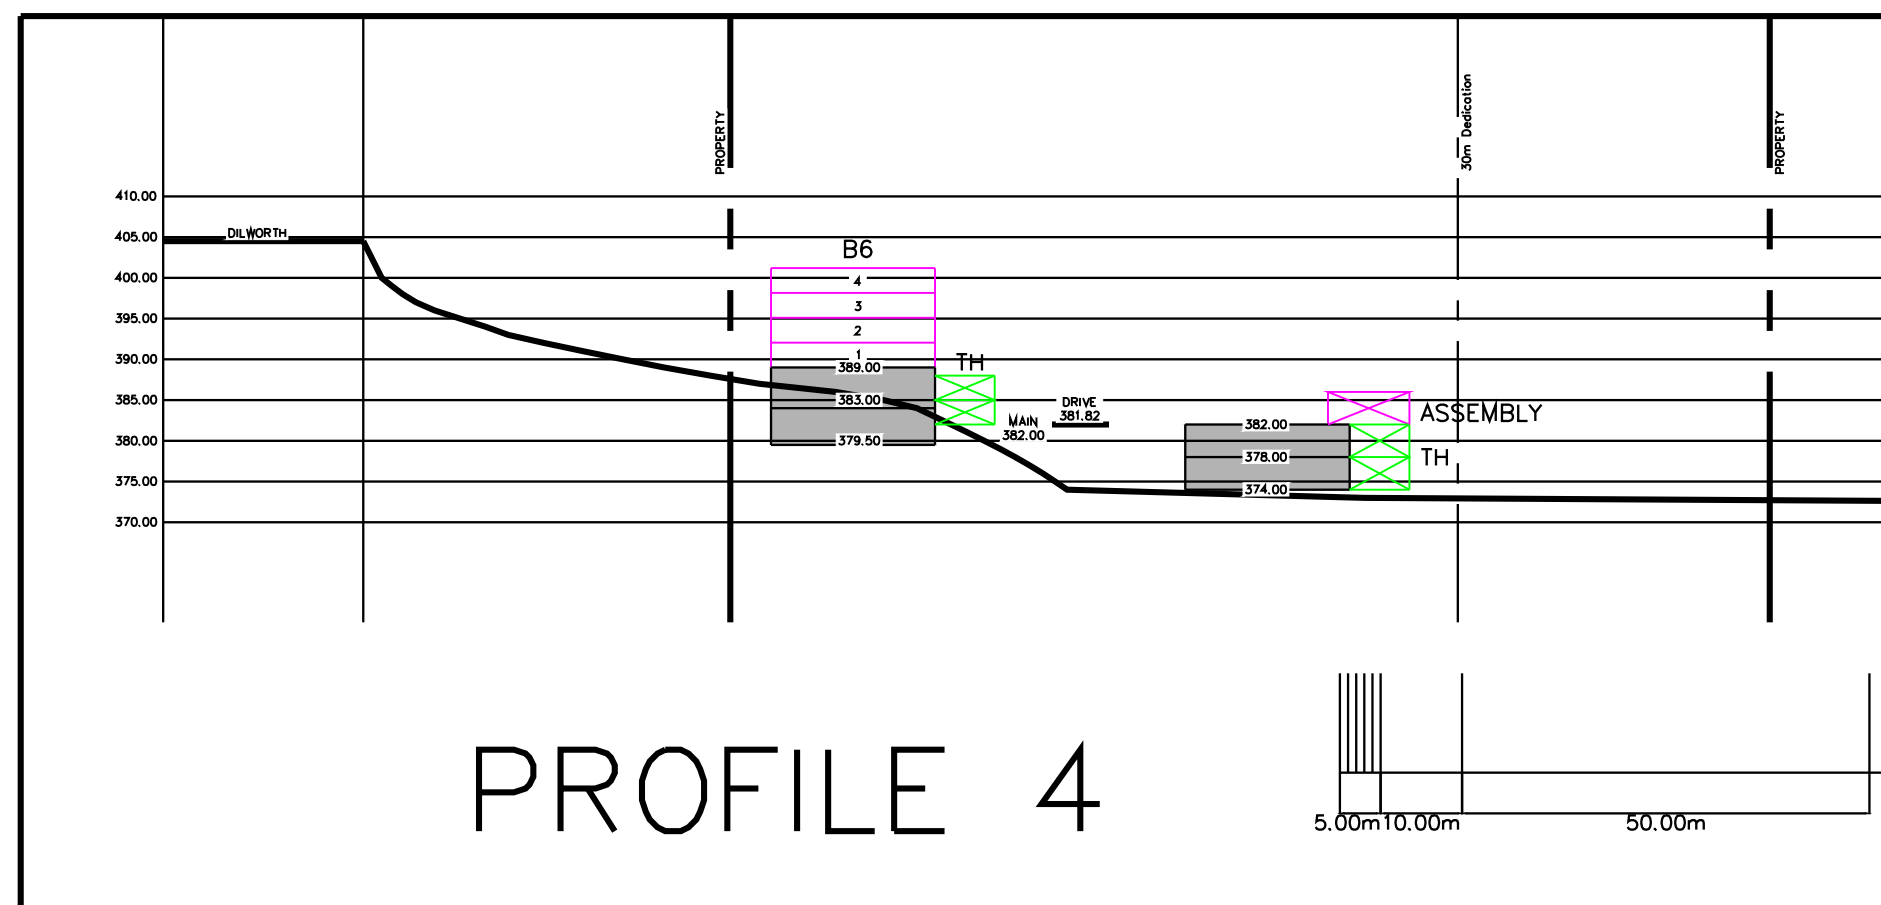 PROPERTY
30m Dedication
PROPERTY
410.00
405.00
DILWORTH
B6
400.00
4
395.00
3
2
390.00
1
TH
389.00
385.00
383.00
DRIVE
381.82
MAIN
382.00
ASSEMBLY
382.00
380.00
379.50
378.00
TH
375.00
374.00
370.00
PROFILE 4
5.00m 10.00m 50.00m